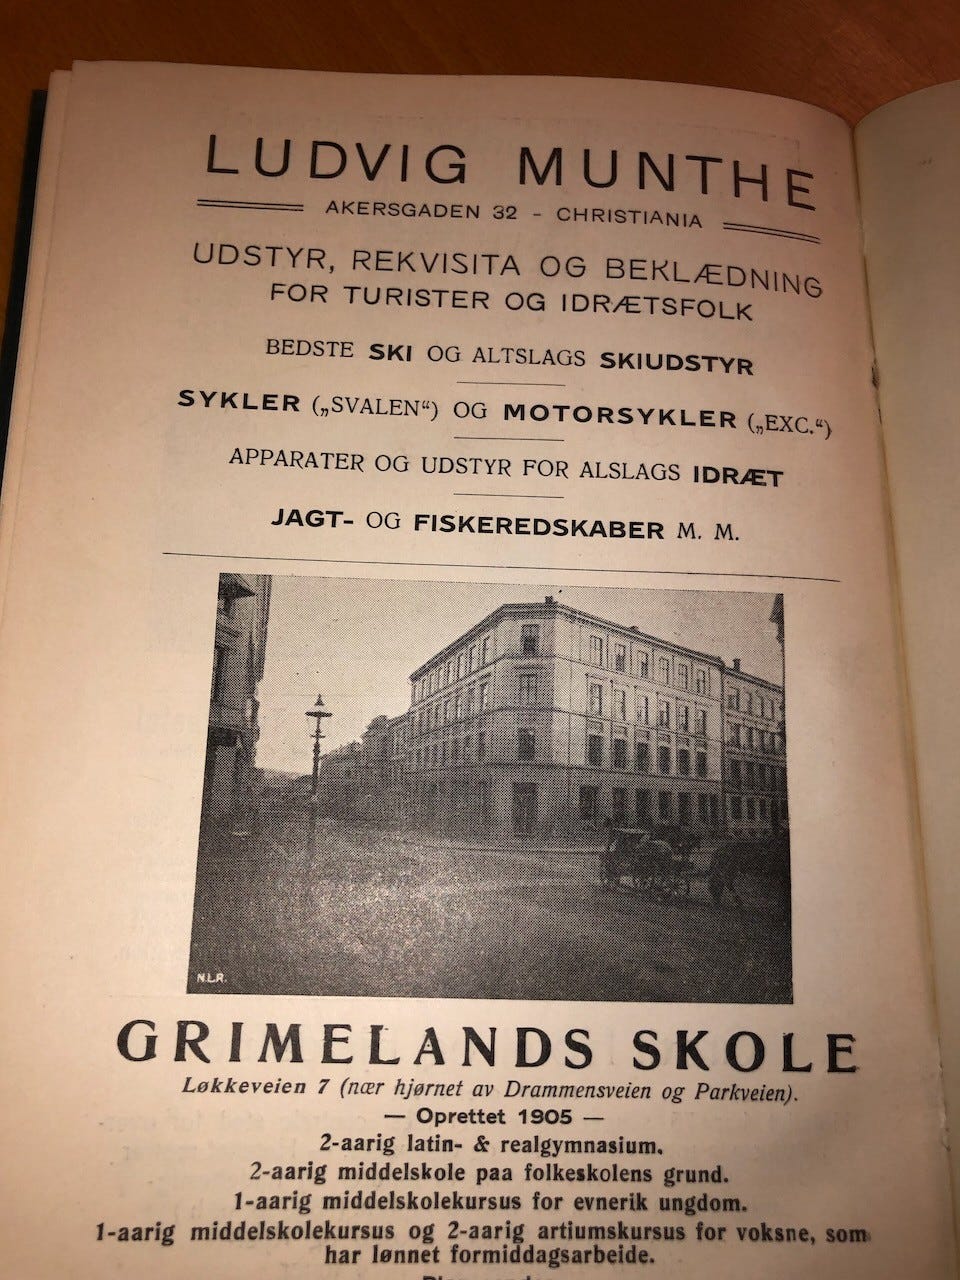 LUDVIG MUNTHE
AKERSGADEN 32 - CHRISTIANIA
UDSTYR, REKVISITA OG BEKLÆDNING
FOR TURISTER OG IDRÆTSFOLK
BEDSTE SKI OG ALTSLAGS SKIUDSTYR
SYKLER („SVALEN“) OG MOTORSYKLER („EXC.“)
APPARATER OG UDSTYR FOR ALSLAGS IDRÆT
JAGT- OG FISKEREDSKABER M. M.
N.L.R.
GRIMELANDS SKOLE
Løkkeveien 7 (nær hjørnet av Drammensveien og Parkveien).
— Oprettet 1905 —
2-aarig latin- & realgymnasium.
2-aarig middelskole paa folkeskolens grund.
1-aarig middelskolekursus for evnerik ungdom.
1-aarig middelskolekursus og 2-aarig artiumskursus for voksne, som
har lønnet formiddagsarbeide.